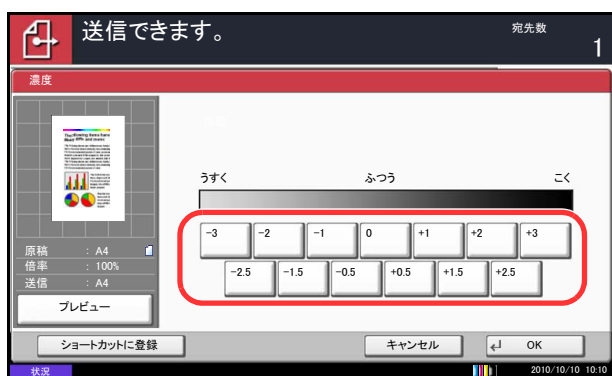 送信できます。
宛先数
1
濃度
うすく ふつう こく
-3 -2 -1 0 +1 +2 +3
-2.5 -1.5 -0.5 +0.5 +1.5 +2.5
原稿 : A4
倍率 : 100%
送信 : A4
プレビュー
ショートカットに登録 キャンセル OK
状況 2010/10/10 10:10